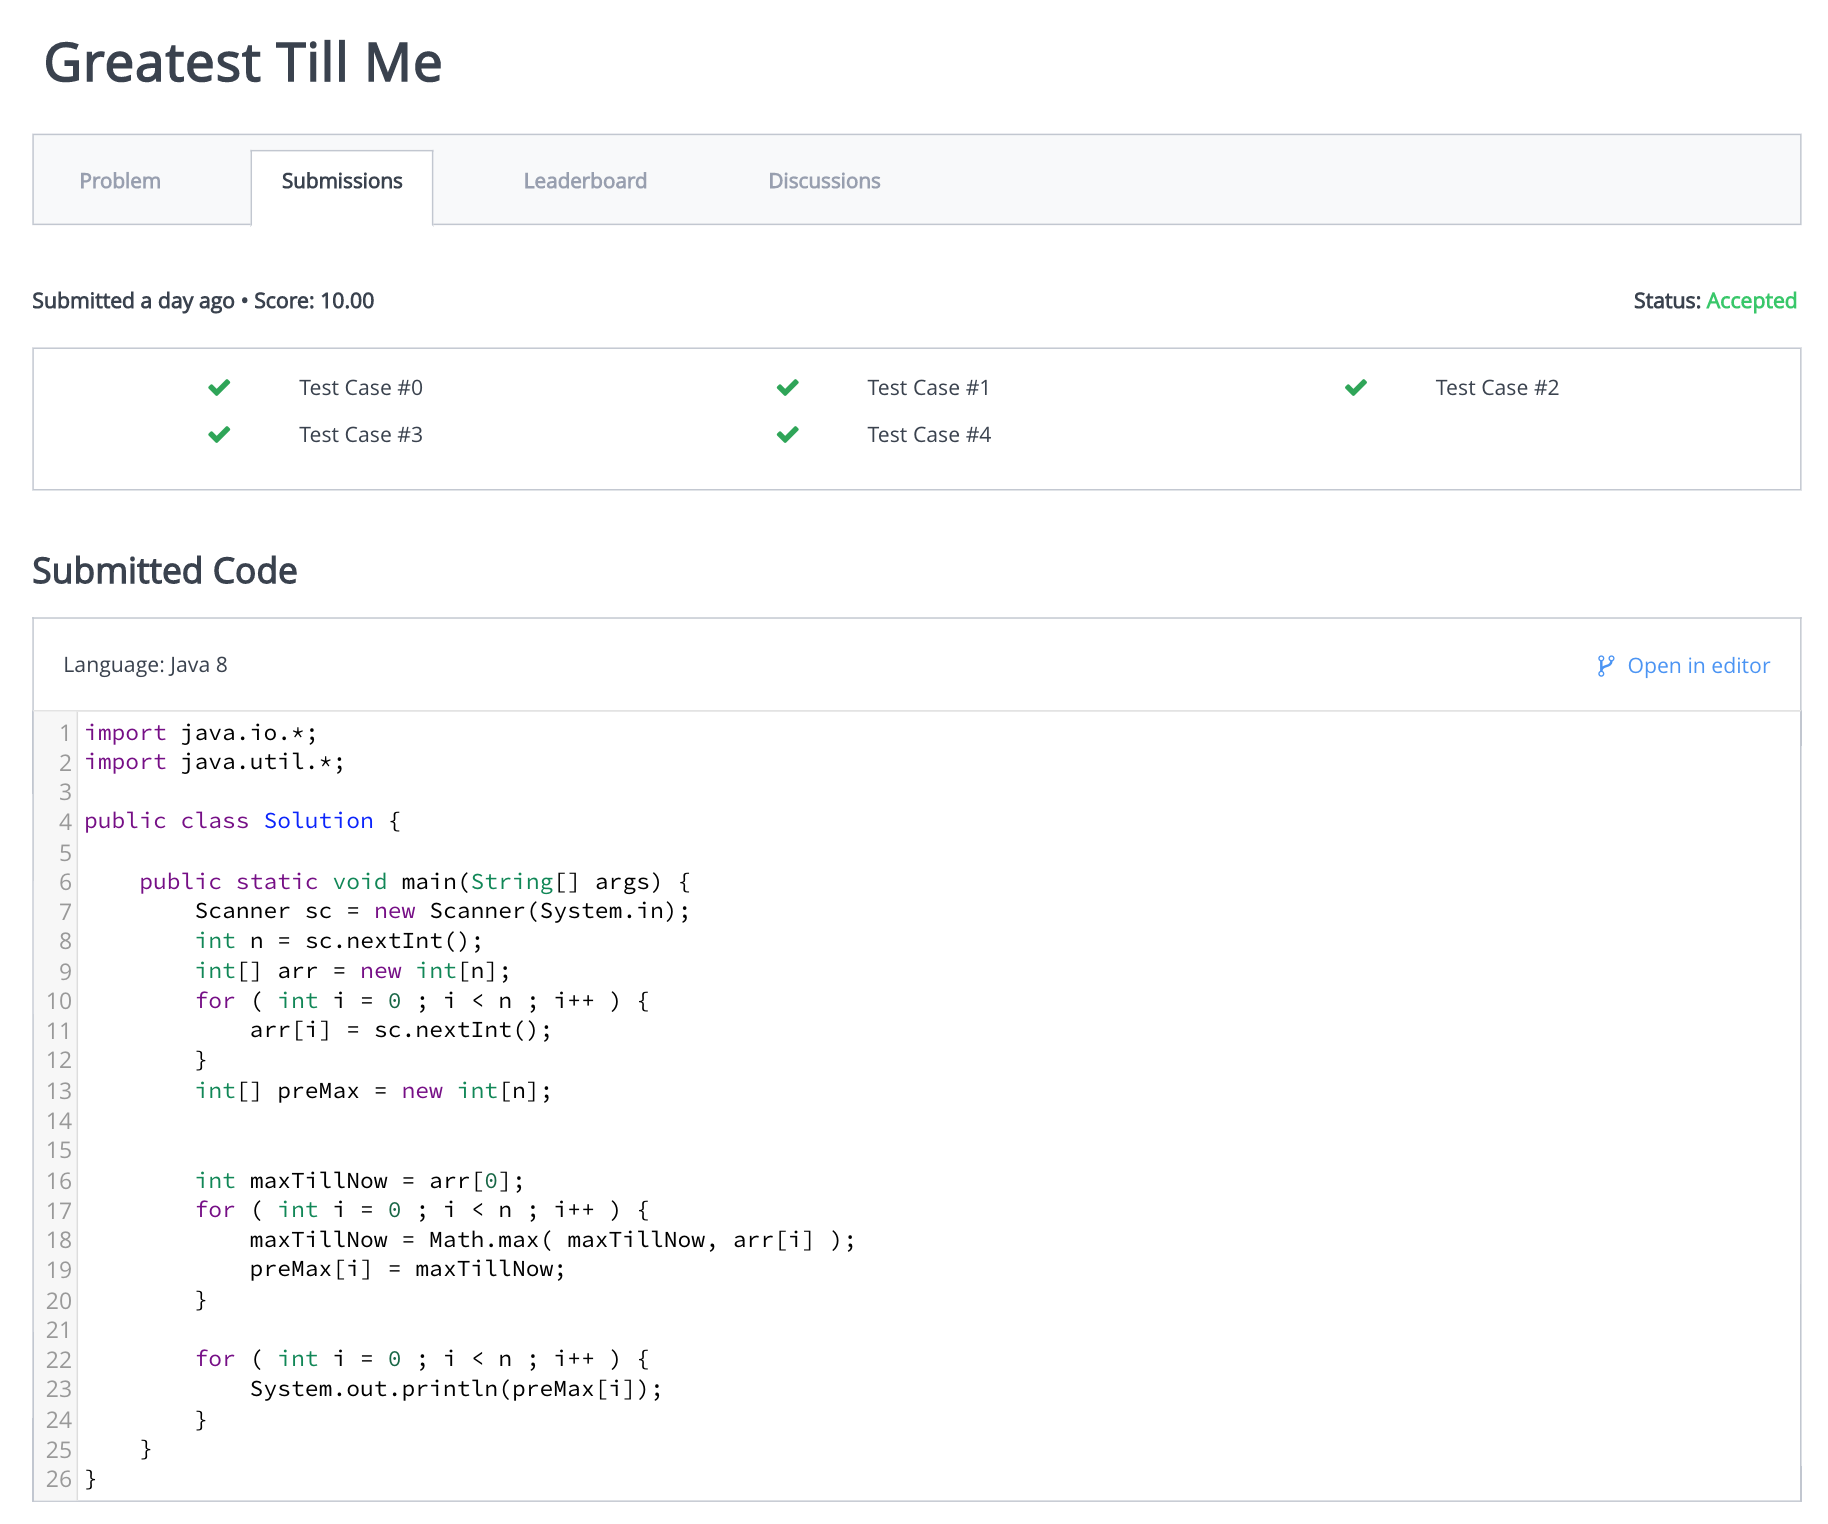 Greatest Till Me
Problem Submissions Leaderboard Discussions
Submitted a day ago • Score: 10.00 Status: Accepted
Test Case #0 Test Case #1 Test Case #2
Test Case #3 Test Case #4
Submitted Code
Language: Java 8 Open in editor
1 import java.io.*;
2 import java.util.*;
3
4 public class Solution {
5
6     public static void main(String[] args) {
7         Scanner sc = new Scanner(System.in);
8         int n = sc.nextInt();
9         int[] arr = new int[n];
10         for ( int i = 0 ; i < n ; i++ ) {
11             arr[i] = sc.nextInt();
12         }
13         int[] preMax = new int[n];
14
15
16         int maxTillNow = arr[0];
17         for ( int i = 0 ; i < n ; i++ ) {
18             maxTillNow = Math.max( maxTillNow, arr[i] );
19             preMax[i] = maxTillNow;
20         }
21
22         for ( int i = 0 ; i < n ; i++ ) {
23             System.out.println(preMax[i]);
24         }
25     }
26 }